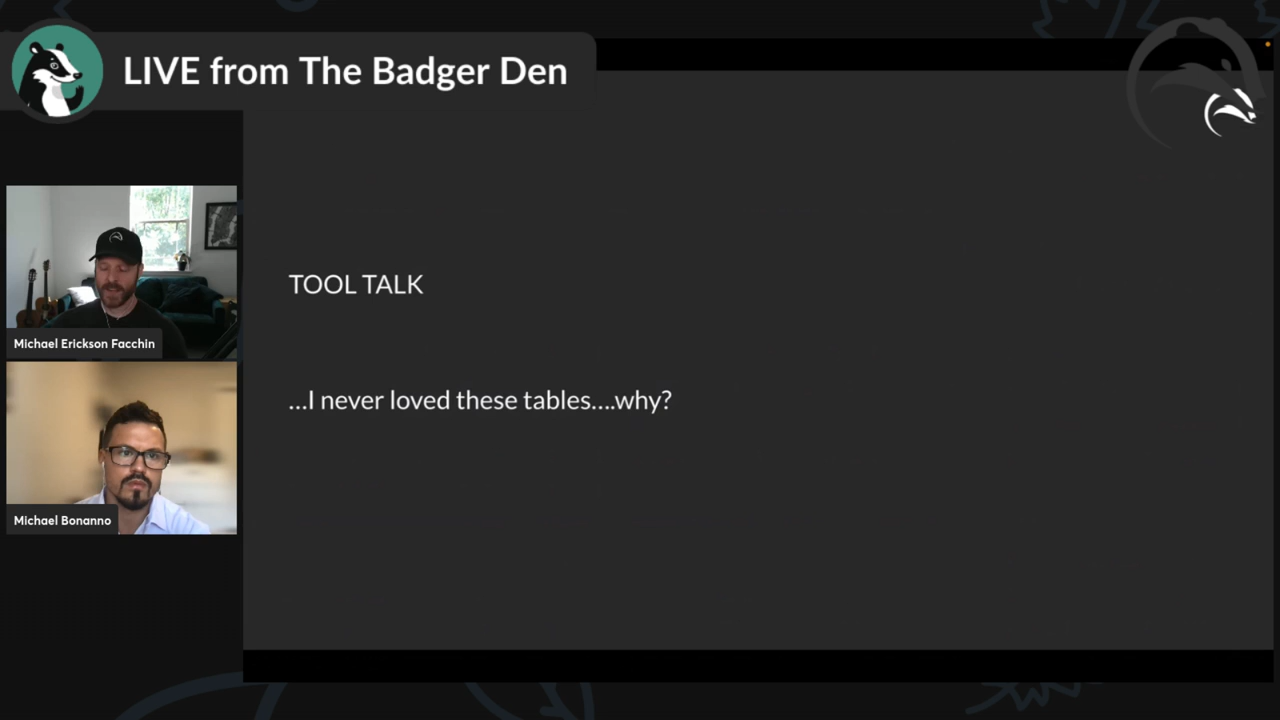 LIVE from The Badger Den
TOOL TALK
...I never loved these tables....why?
Michael Erickson Facchin
Michael Bonanno